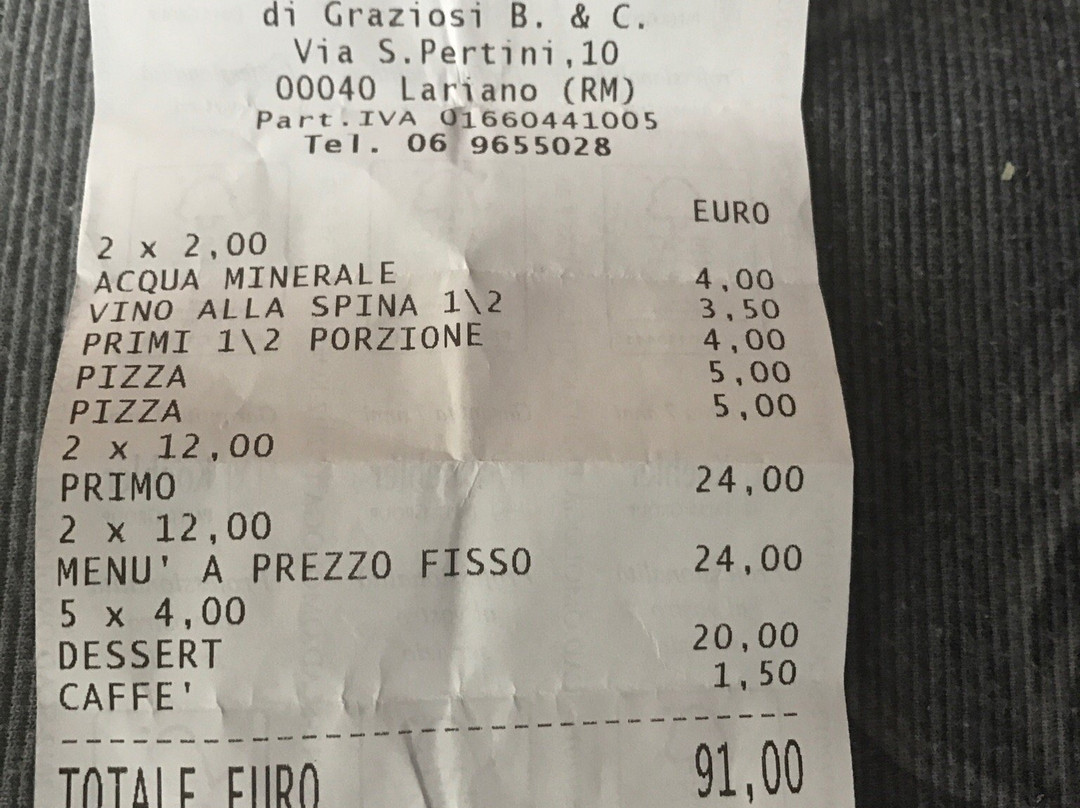 di Graziosi B. & C.
Via S.Pertini,10
00040 Lariano (RM)
Part.IVA 01660441005
Tel. 06 9655028
EURO
2 x 2,00
ACQUA MINERALE 4,00
VINO ALLA SPINA 1\2 3,50
PRIMI 1\2 PORZIONE 4,00
PIZZA 5,00
PIZZA 5,00
2 x 12,00
PRIMO 24,00
2 x 12,00
MENU' A PREZZO FISSO 24,00
5 x 4,00
DESSERT 20,00
CAFFE' 1,50
TOTALE EURO 91,00